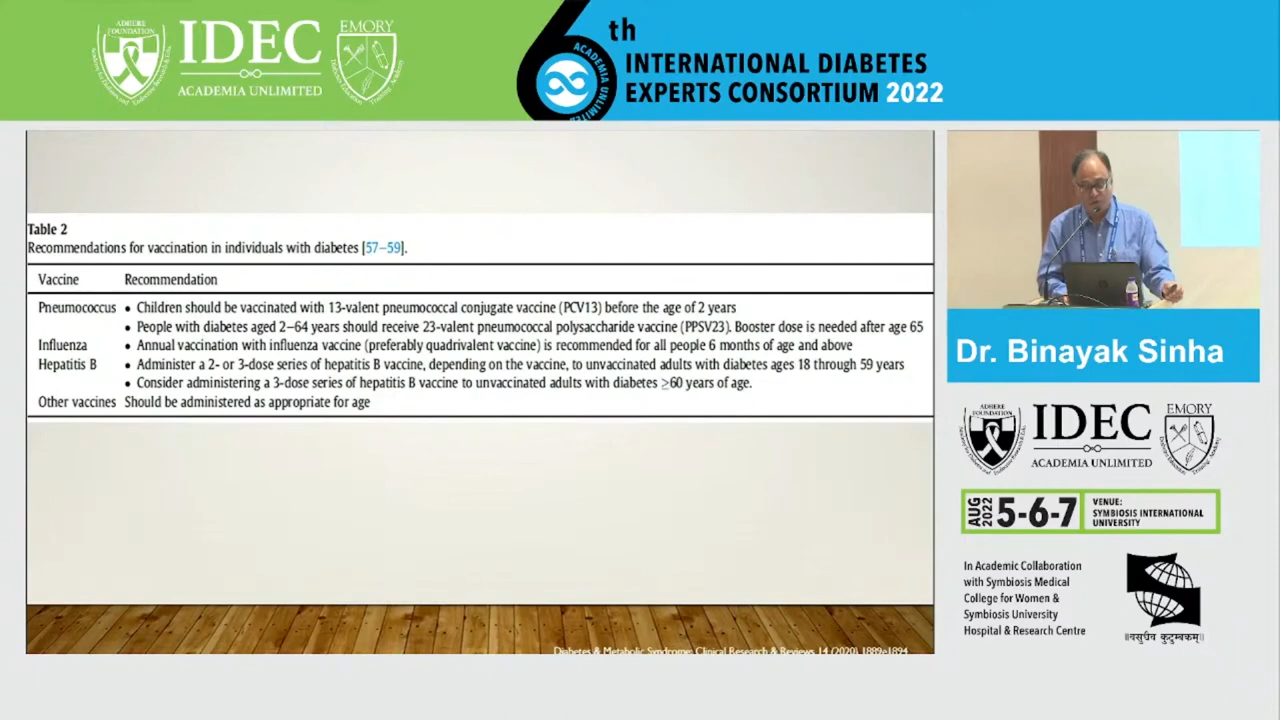 ADHERE
FOUNDATION
IDEC
ACADEMIA UNLIMITED
EMORY
6th
ACADEMIA UNLIMITED
INTERNATIONAL DIABETES
EXPERTS CONSORTIUM 2022
Table 2
Recommendations for vaccination in individuals with diabetes [57–59].
Vaccine Recommendation
Pneumococcus • Children should be vaccinated with 13-valent pneumococcal conjugate vaccine (PCV13) before the age of 2 years
• People with diabetes aged 2–64 years should receive 23-valent pneumococcal polysaccharide vaccine (PPSV23). Booster dose is needed after age 65
Influenza • Annual vaccination with influenza vaccine (preferably quadrivalent vaccine) is recommended for all people 6 months of age and above
Hepatitis B • Administer a 2- or 3-dose series of hepatitis B vaccine, depending on the vaccine, to unvaccinated adults with diabetes ages 18 through 59 years
• Consider administering a 3-dose series of hepatitis B vaccine to unvaccinated adults with diabetes ≥60 years of age.
Other vaccines Should be administered as appropriate for age
Diabetes & Metabolic Syndrome: Clinical Research & Reviews 14 (2020) 1889e1894
Dr. Binayak Sinha
ADHERE
FOUNDATION
IDEC
ACADEMIA UNLIMITED
EMORY
AUG 2022
5-6-7
VENUE:
SYMBIOSIS INTERNATIONAL
UNIVERSITY
In Academic Collaboration
with Symbiosis Medical
College for Women &
Symbiosis University
Hospital & Research Centre
॥वसुधैव कुटुम्बकम्॥